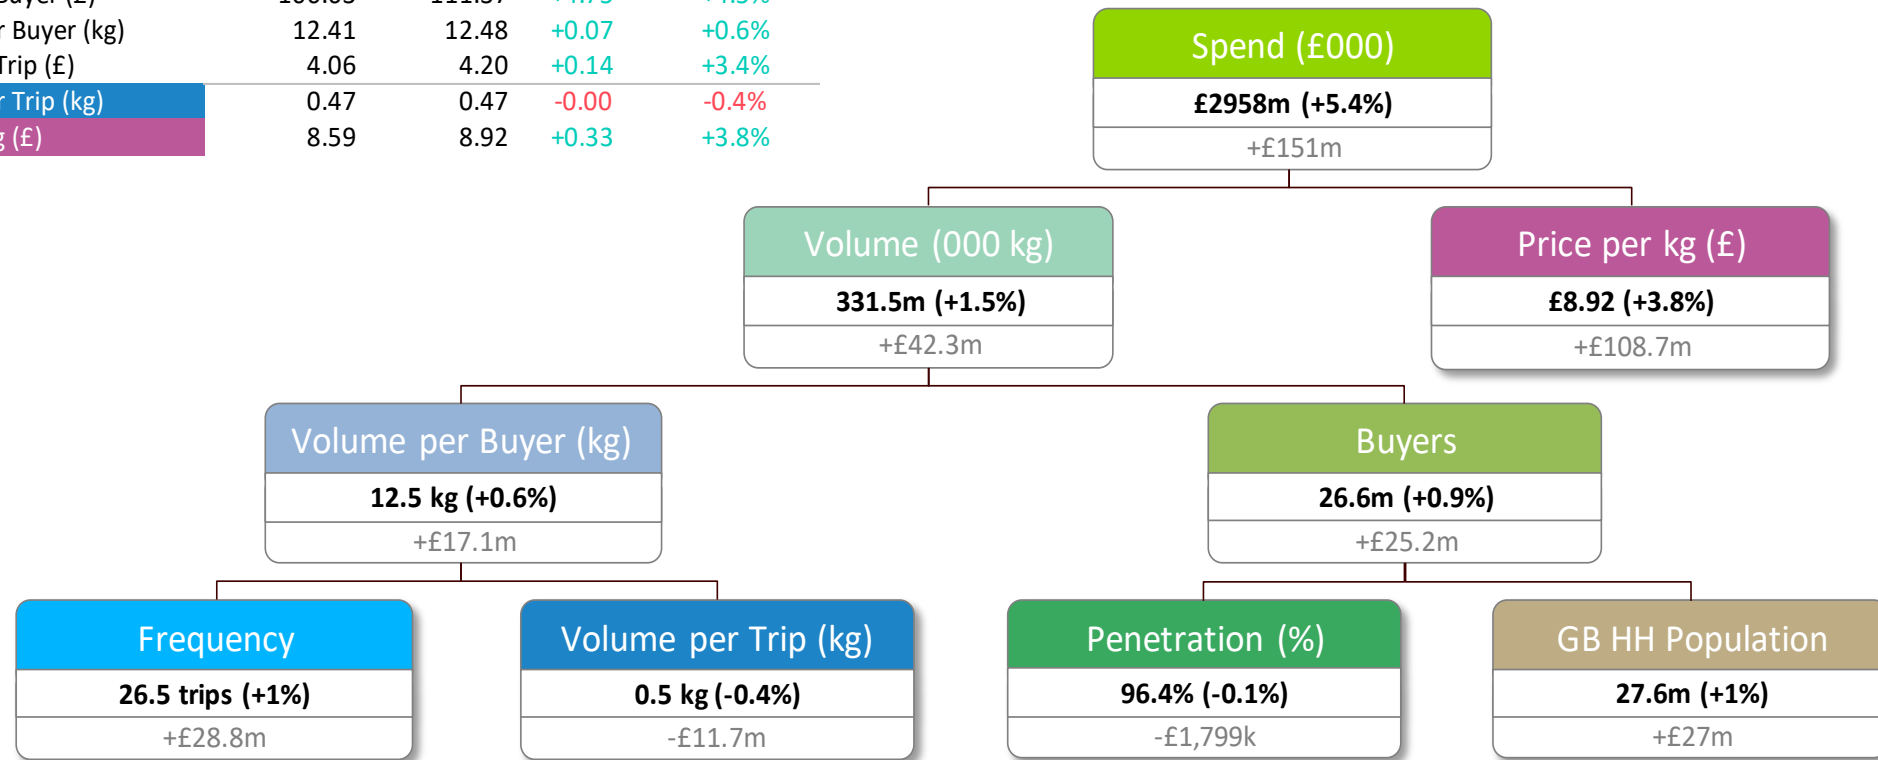 12.41 12.48 +0.07 +0.6%
Buyer (kg)
Trip (£) 4.06 4.20 +0.14 +3.4%
Trip (kg) 0.47 0.47 -0.00 -0.4%
(£) 8.59 8.92 +0.33 +3.8%
Spend (£000)
£2958m (+5.4%)
+£151m
Volume (000 kg)
331.5m (+1.5%)
+£42.3m
Price per kg (£)
£8.92 (+3.8%)
+£108.7m
Volume per Buyer (kg)
12.5 kg (+0.6%)
+£17.1m
Buyers
26.6m (+0.9%)
+£25.2m
Frequency
26.5 trips (+1%)
+£28.8m
Volume per Trip (kg)
0.5 kg (-0.4%)
-£11.7m
Penetration (%)
96.4% (-0.1%)
-£1,799k
GB HH Population
27.6m (+1%)
+£27m